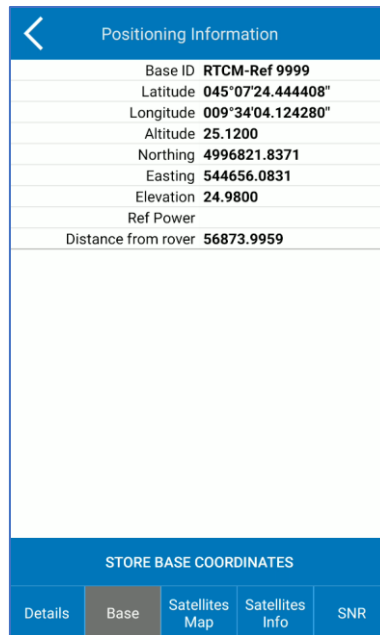 Positioning Information
Base ID RTCM-Ref 9999
Latitude 045°07'24.444408"
Longitude 009°34'04.124280"
Altitude 25.1200
Northing 4996821.8371
Easting 544656.0831
Elevation 24.9800
Ref Power
Distance from rover 56873.9959
STORE BASE COORDINATES
Details
Base
Satellites
Map
Satellites
Info
SNR